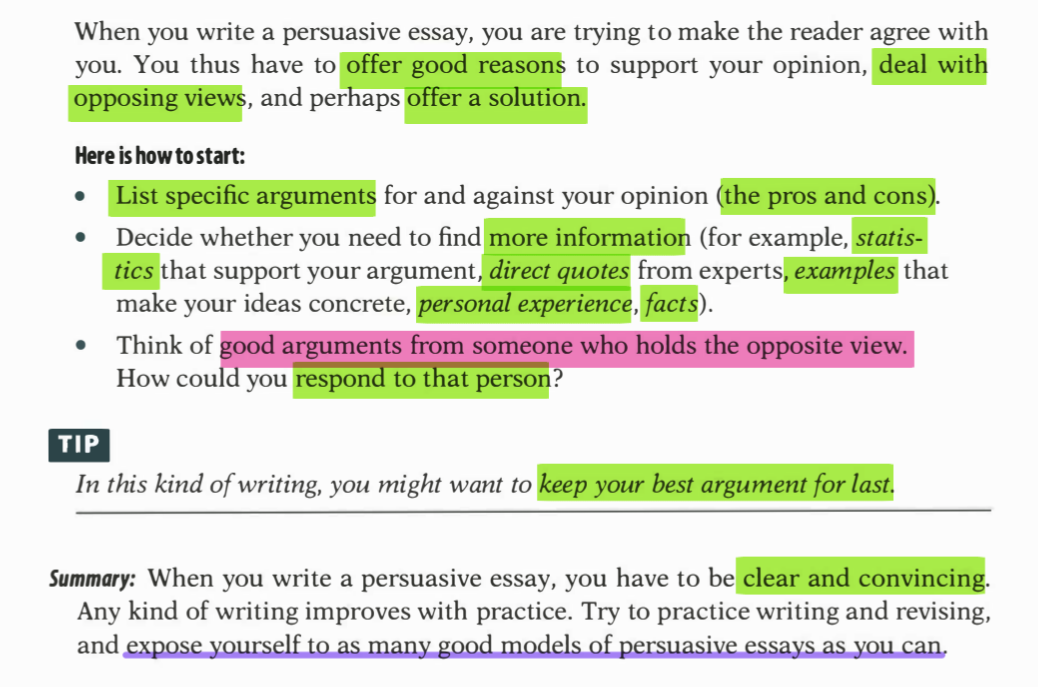 When you write a persuasive essay, you are trying to make the reader agree with
you. You thus have to offer good reasons to support your opinion, deal with
opposing views, and perhaps offer a solution.
Here is how to start:
• List specific arguments for and against your opinion (the pros and cons).
• Decide whether you need to find more information (for example, statis-
tics that support your argument, direct quotes from experts, examples that
make your ideas concrete, personal experience, facts).
• Think of good arguments from someone who holds the opposite view.
How could you respond to that person?
TIP
In this kind of writing, you might want to keep your best argument for last.
Summary: When you write a persuasive essay, you have to be clear and convincing.
Any kind of writing improves with practice. Try to practice writing and revising,
and expose yourself to as many good models of persuasive essays as you can.